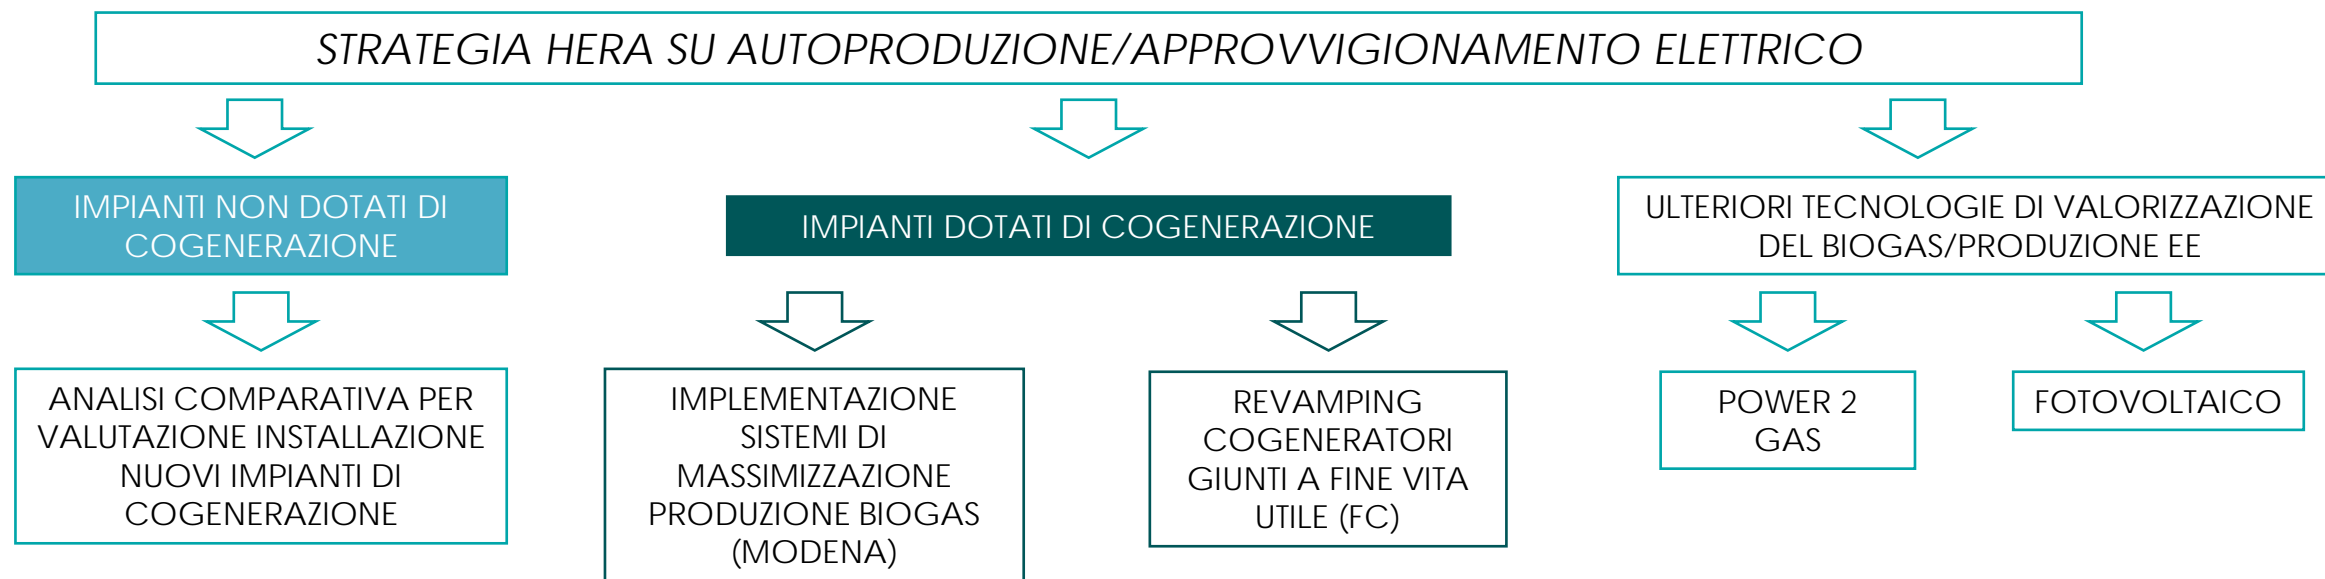 STRATEGIA HERA SU AUTOPRODUZIONE/APPROVVIGIONAMENTO ELETTRICO
IMPIANTI NON DOTATI DI
COGENERAZIONE
IMPIANTI DOTATI DI COGENERAZIONE
ULTERIORI TECNOLOGIE DI VALORIZZAZIONE
DEL BIOGAS/PRODUZIONE EE
ANALISI COMPARATIVA PER
VALUTAZIONE INSTALLAZIONE
NUOVI IMPIANTI DI
COGENERAZIONE
IMPLEMENTAZIONE
SISTEMI DI
MASSIMIZZAZIONE
PRODUZIONE BIOGAS
(MODENA)
REVAMPING
COGENERATORI
GIUNTI A FINE VITA
UTILE (FC)
POWER 2
GAS
FOTOVOLTAICO